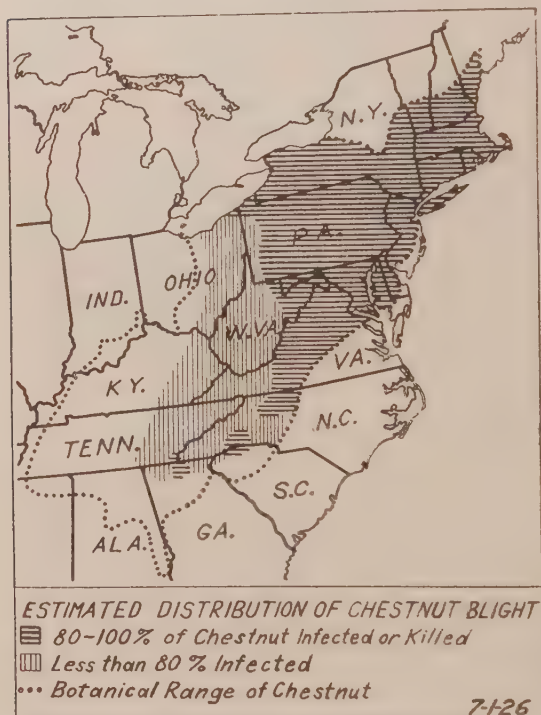 N.Y.
P.A.
OHIO
IND.
W.VA.
VA.
KY.
N.C.
TENN.
S.C.
GA.
ALA.
ESTIMATED DISTRIBUTION OF CHESTNUT BLIGHT
80-100% of Chestnut Infected or Killed
Less than 80% Infected
Botanical Range of Chestnut
7-1-26